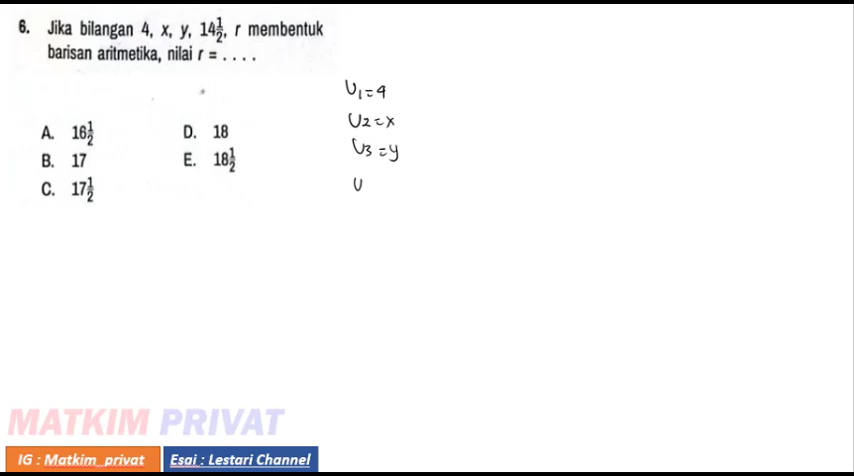 6. Jika bilangan 4, x, y, 14½, r membentuk
barisan aritmetika, nilai r = . . . .
A. 16½
B. 17
C. 17½
D. 18
E. 18½
U₁ = 4
U₂ = x
U₃ = y
U
MATKIM PRIVAT
IG : Matkim_privat
Esai : Lestari Channel